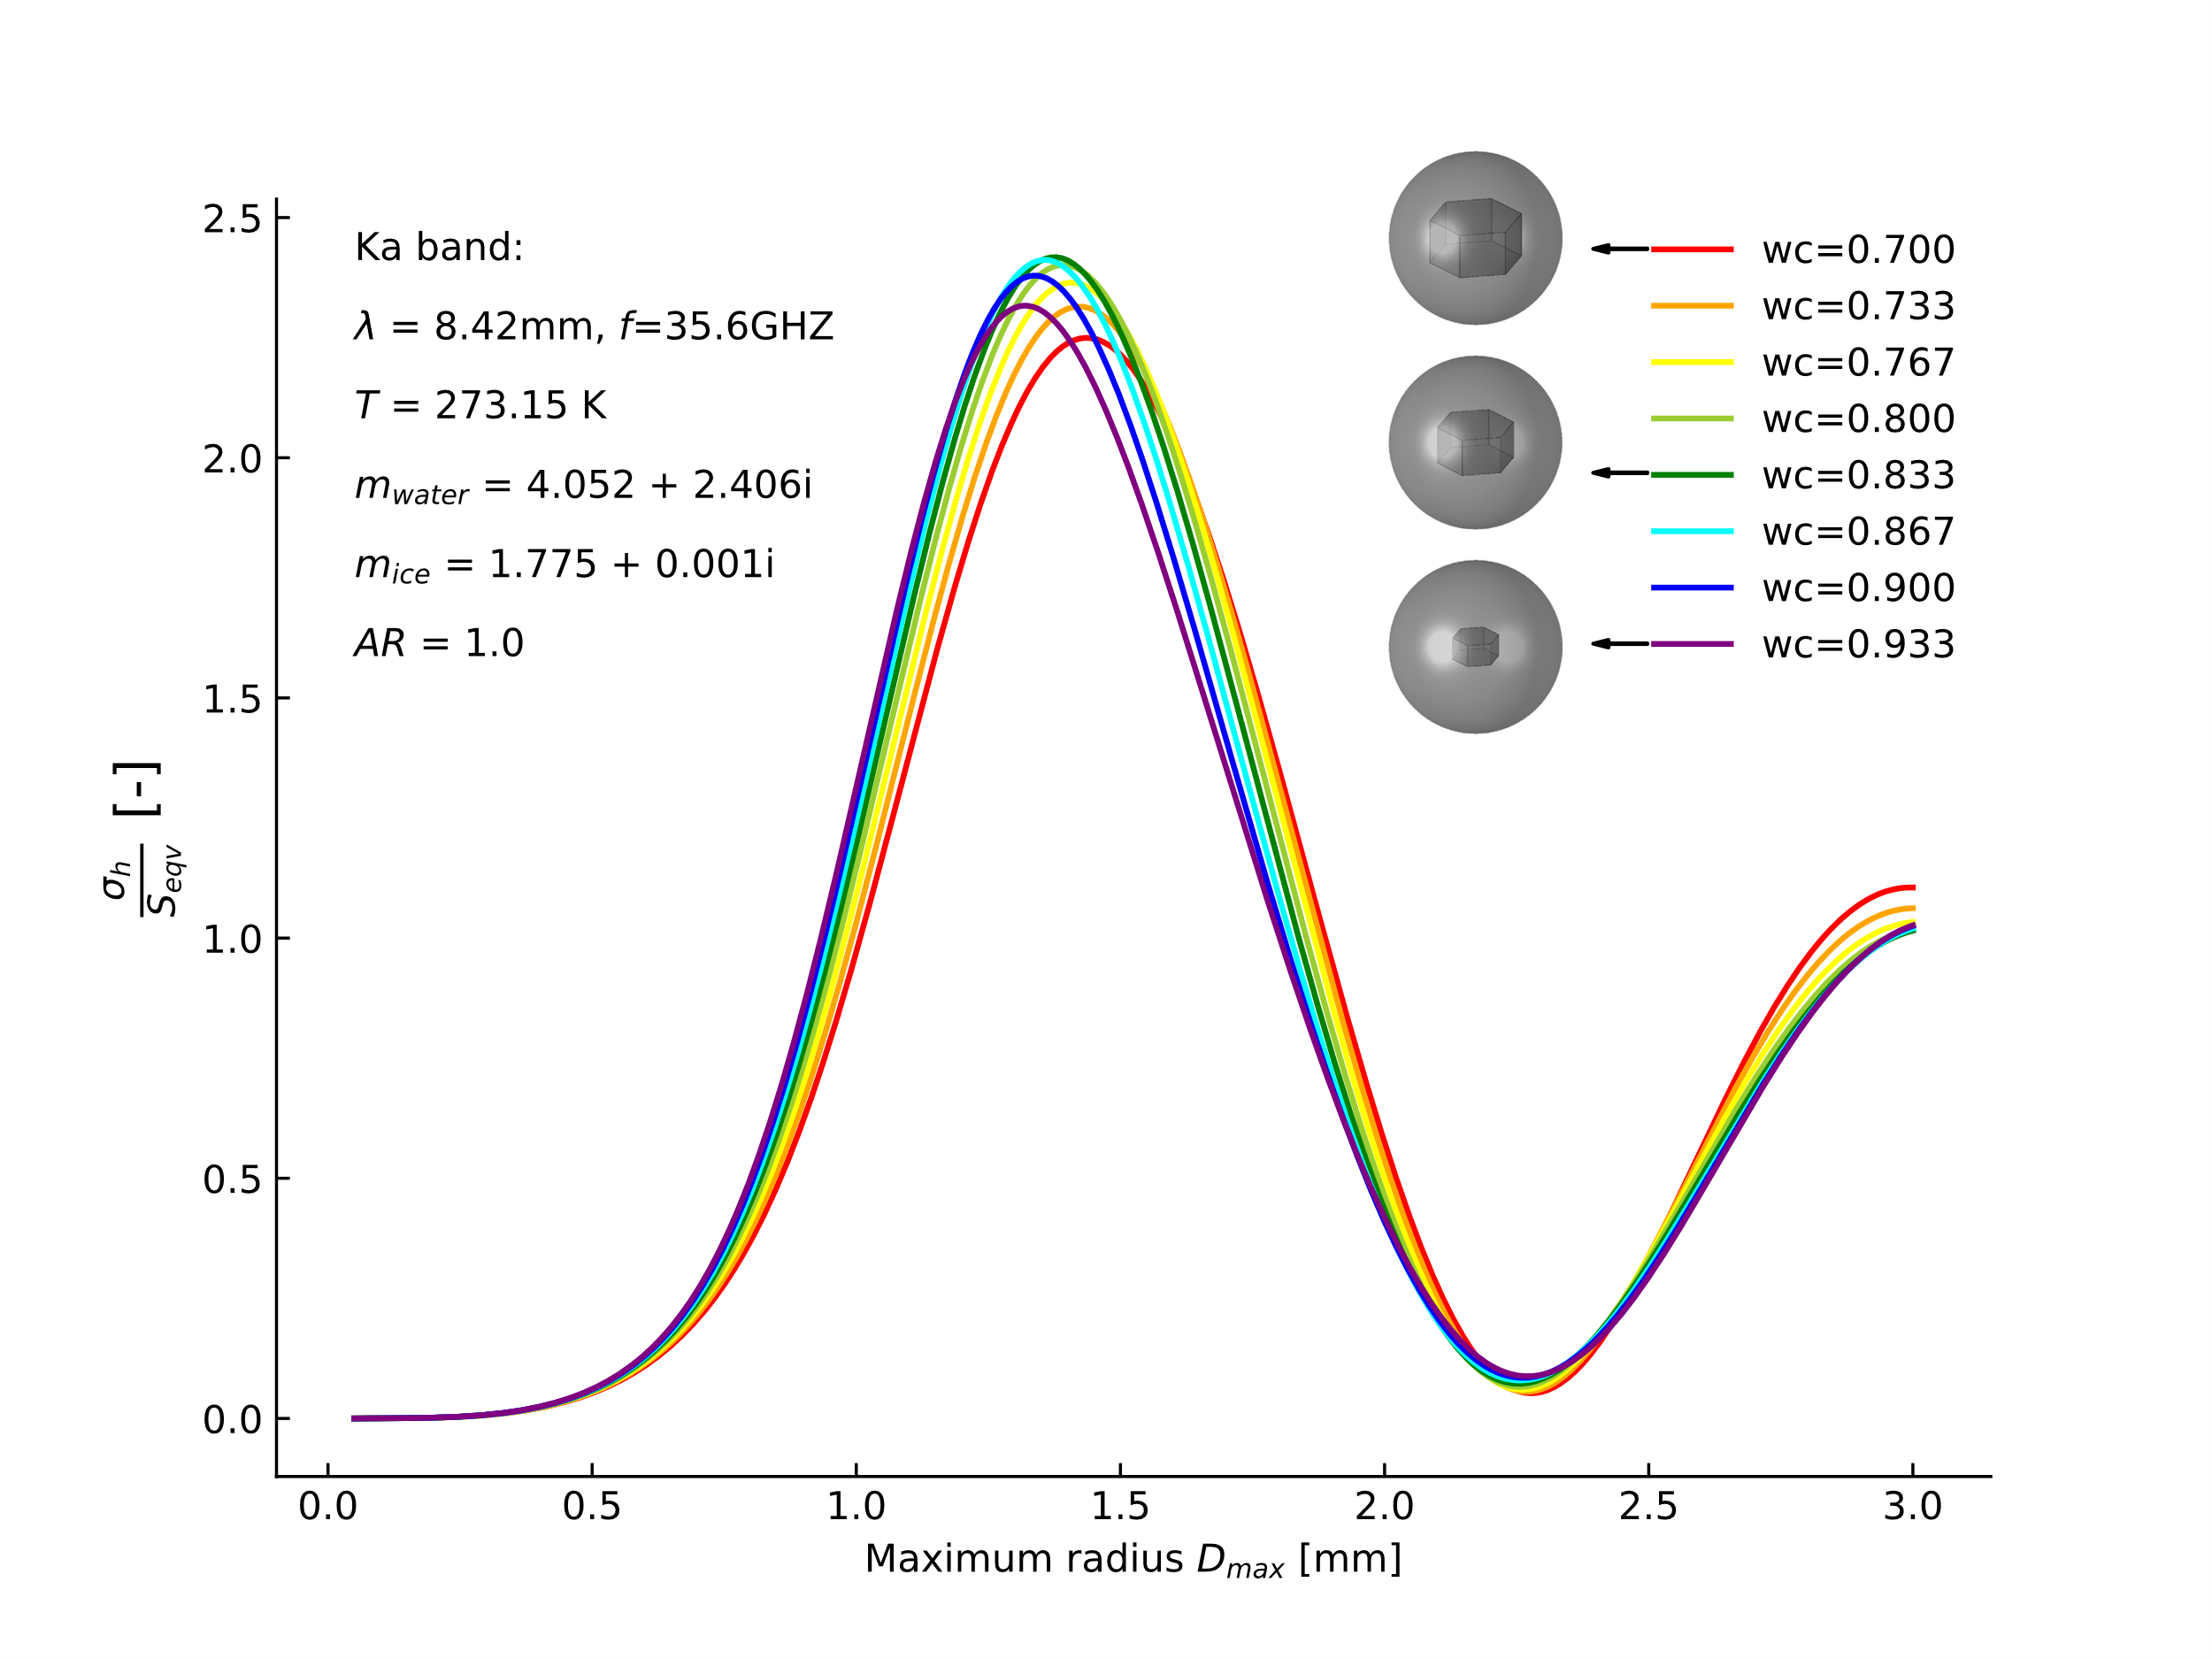 Ka band:
λ = 8.42mm, f=35.6GHZ
T = 273.15 K
m_water = 4.052 + 2.406i
m_ice = 1.775 + 0.001i
AR = 1.0
wc=0.700
wc=0.733
wc=0.767
wc=0.800
wc=0.833
wc=0.867
wc=0.900
wc=0.933
2.5
2.0
1.5
1.0
0.5
0.0
σ_h / S_eqv [-]
0.0 0.5 1.0 1.5 2.0 2.5 3.0
Maximum radius D_max [mm]